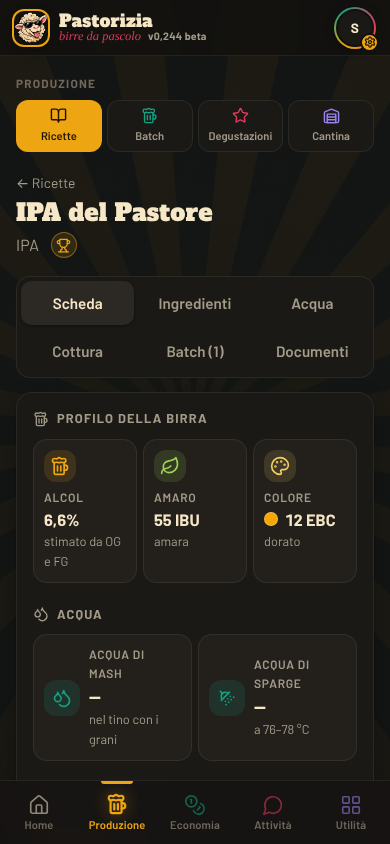 Pastorizia
birre da pascolo v0,244 beta
S
PRODUZIONE
Ricette
Batch
Degustazioni
Cantina
← Ricette
IPA del Pastore
IPA
Scheda
Ingredienti
Acqua
Cottura
Batch (1)
Documenti
PROFILO DELLA BIRRA
ALCOL
6,6%
stimato da OG
e FG
AMARO
55 IBU
amara
COLORE
12 EBC
dorato
ACQUA
ACQUA DI
MASH
—
nel tino con i
grani
ACQUA DI
SPARGE
—
a 76–78 °C
Home
Produzione
Economia
Attività
Utilità